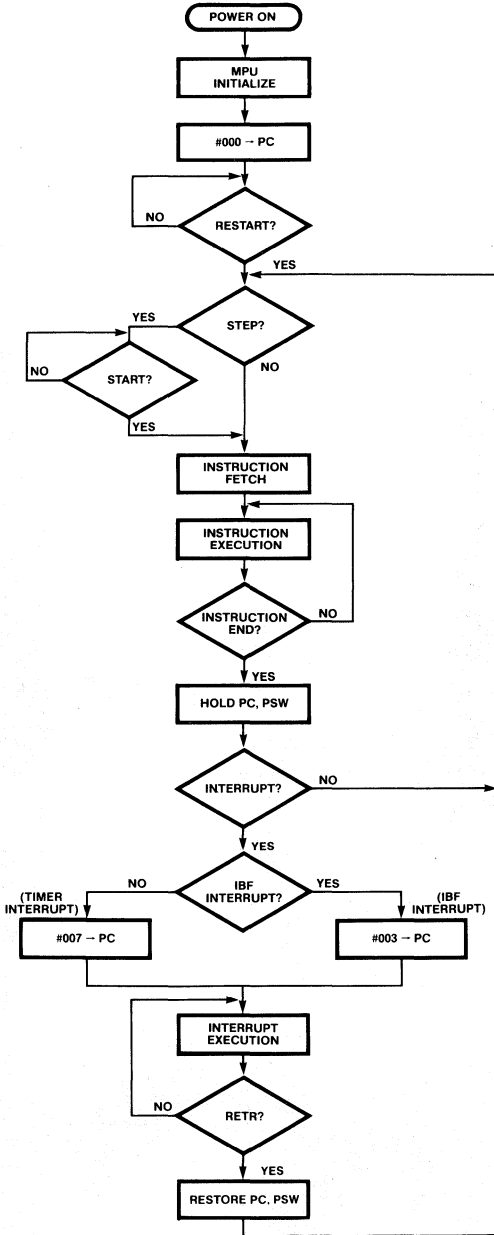 POWER ON
MPU
INITIALIZE
#000 → PC
RESTART?
NO
YES
STEP?
YES
NO
START?
NO
YES
INSTRUCTION
FETCH
INSTRUCTION
EXECUTION
INSTRUCTION
END?
NO
YES
HOLD PC, PSW
INTERRUPT?
NO
YES
IBF
INTERRUPT?
NO
YES
(TIMER
INTERRUPT)
(IBF
INTERRUPT)
#007 → PC
#003 → PC
INTERRUPT
EXECUTION
RETR?
NO
YES
RESTORE PC, PSW